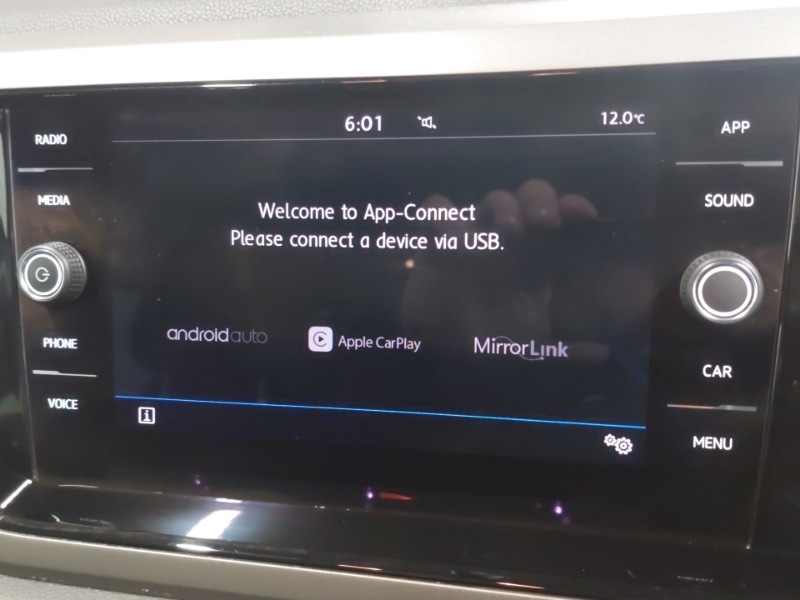 6:01
12.0°C
RADIO
MEDIA
PHONE
VOICE
Welcome to App-Connect
Please connect a device via USB.
androidauto
Apple CarPlay
MirrorLink
i
APP
SOUND
CAR
MENU